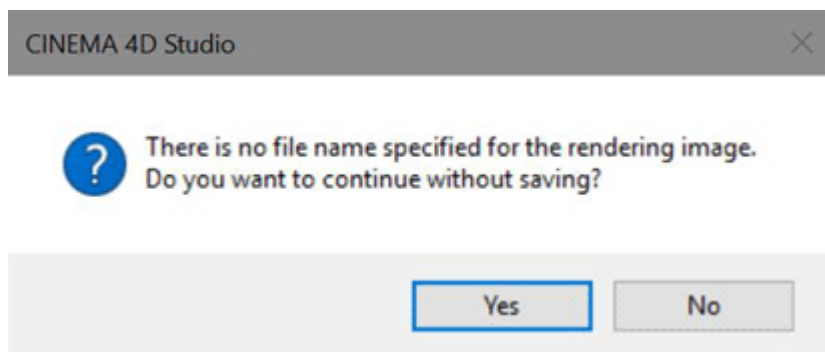 CINEMA 4D Studio
There is no file name specified for the rendering image.
Do you want to continue without saving?
Yes
No